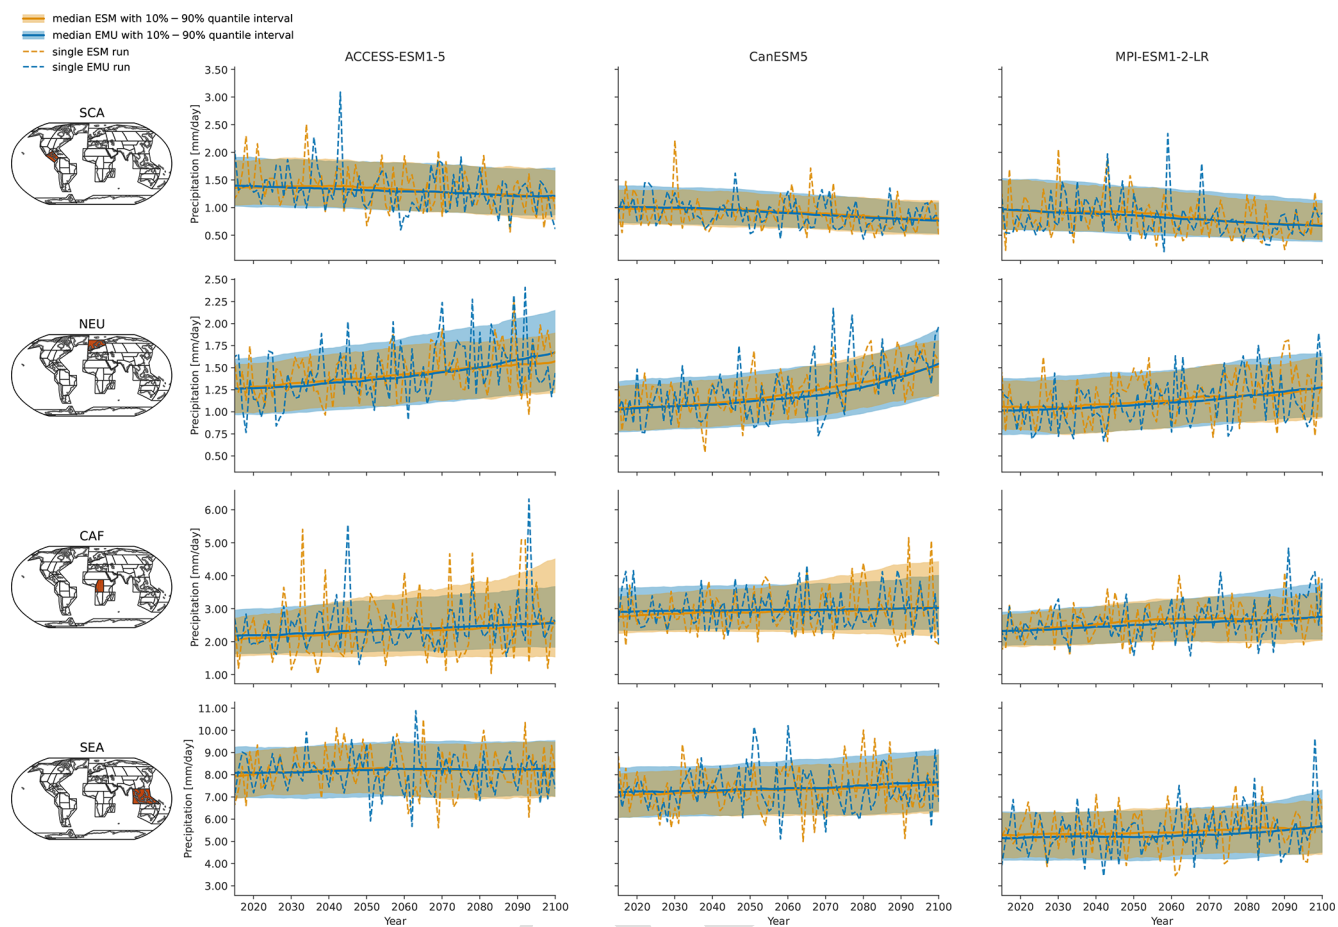 median ESM with 10% − 90% quantile interval
median EMU with 10% − 90% quantile interval
single ESM run
single EMU run
ACCESS-ESM1-5 CanESM5 MPI-ESM1-2-LR
SCA
Precipitation [mm/day]
3.50
3.00
2.50
2.00
1.50
1.00
0.50
NEU
Precipitation [mm/day]
2.50
2.25
2.00
1.75
1.50
1.25
1.00
0.75
0.50
CAF
Precipitation [mm/day]
6.00
5.00
4.00
3.00
2.00
1.00
SEA
Precipitation [mm/day]
11.00
10.00
9.00
8.00
7.00
6.00
5.00
4.00
3.00
2020 2030 2040 2050 2060 2070 2080 2090 2100 2020 2030 2040 2050 2060 2070 2080 2090 2100 2020 2030 2040 2050 2060 2070 2080 2090 2100
Year Year Year